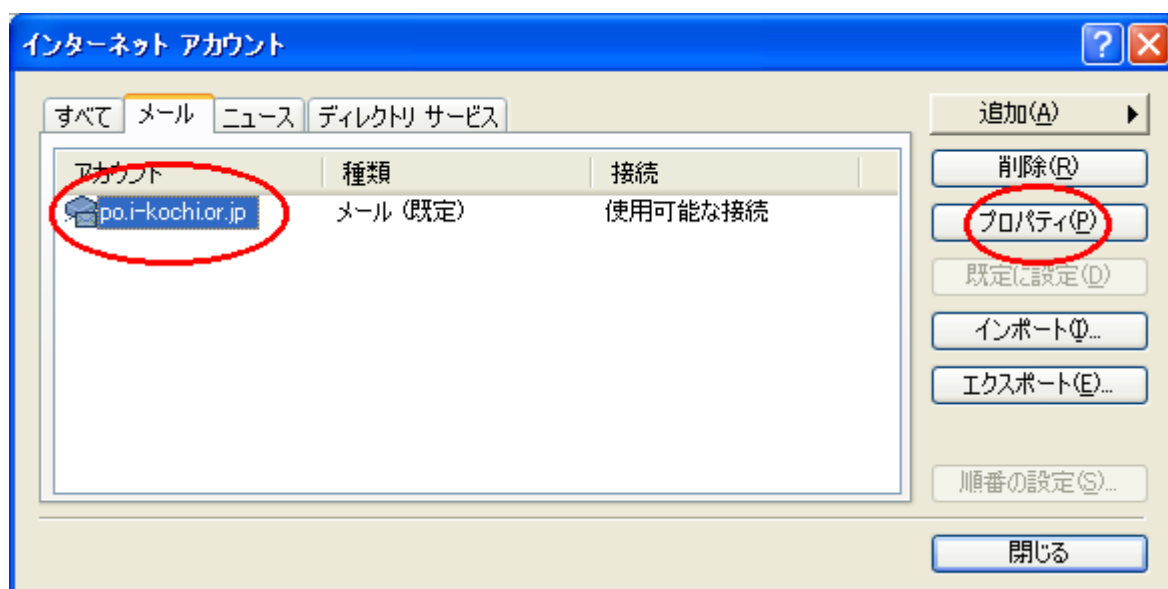 インターネット アカウント
すべて メール ニュース ディレクトリ サービス
アカウント 種類 接続
po.i-kochi.or.jp メール (既定) 使用可能な接続
追加(A)
削除(R)
プロパティ(P)
既定に設定(D)
インポート(I)...
エクスポート(E)...
順番の設定(S)...
閉じる